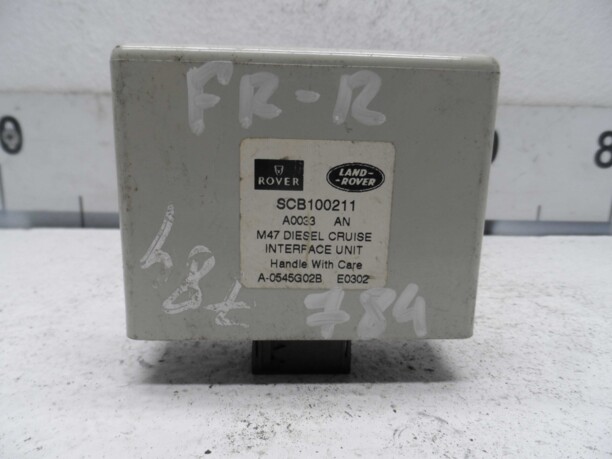 FR-R
ROVER
LAND-
-ROVER
SCB100211
A0033 AN
M47 DIESEL CRUISE
INTERFACE UNIT
Handle With Care
A-0545G02B E0302
784